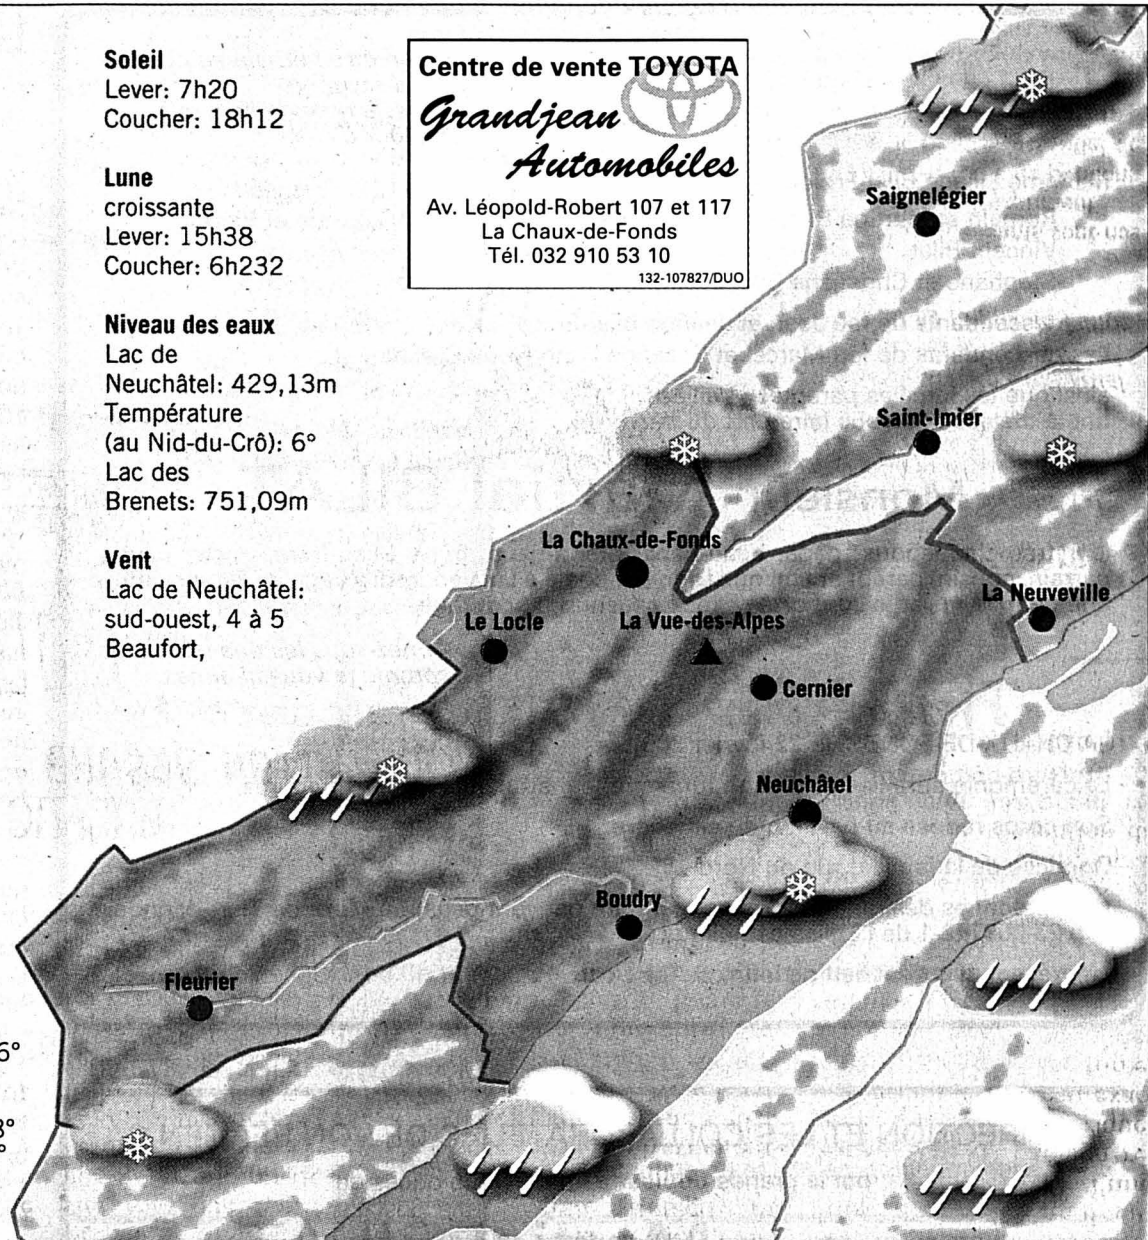 Soleil
Lever: 7h20
Coucher: 18h12
Lune
croissante
Lever: 15h38
Coucher: 6h232
Niveau des eaux
Lac de
Neuchâtel: 429,13m
Température
(au Nid-du-Crô): 6°
Lac des
Brenets: 751,09m
Vent
Lac de Neuchâtel:
sud-ouest, 4 à 5
Beaufort,
Centre de vente TOYOTA
Grandjean
Automobiles
Av. Léopold-Robert 107 et 117
La Chaux-de-Fonds
Tél. 032 910 53 10
132-107827/DUO
Saignelégier
Saint-Imier
La Chaux-de-Fonds
La Neuveville
Le Locle
La Vue-des-Alpes
Cernier
Neuchâtel
Boudry
Fleurier